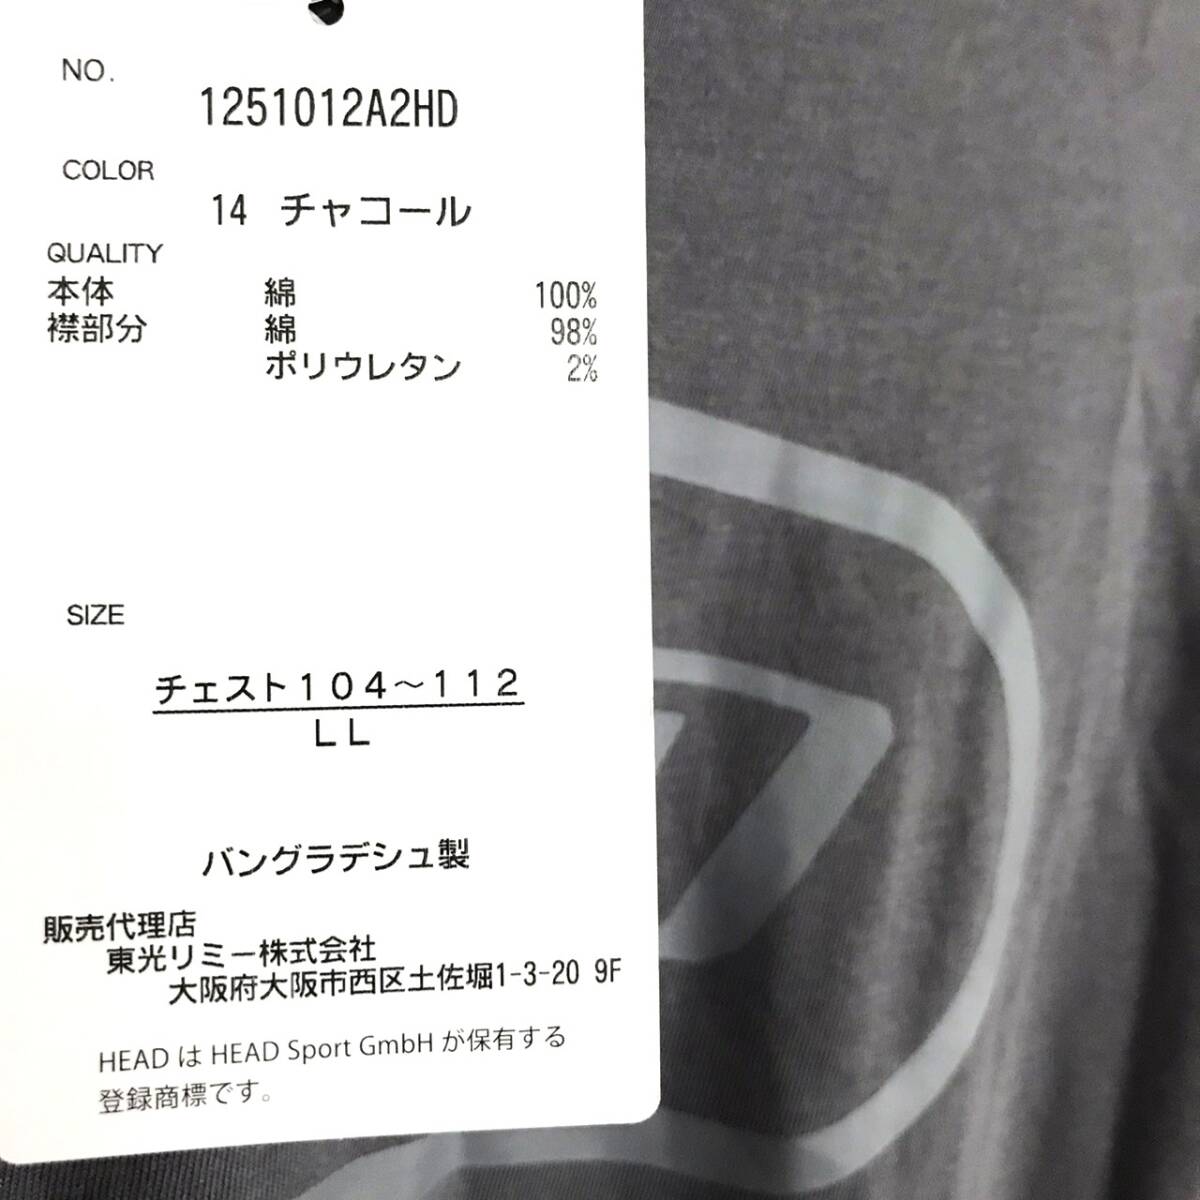 NO.
1251012A2HD
COLOR
14 チャコール
QUALITY
本体 綿 100%
襟部分 綿 98%
ポリウレタン 2%
SIZE
チェスト104～112
LL
バングラデシュ製
販売代理店
東光リミー株式会社
大阪府大阪市西区土佐堀1-3-20 9F
HEAD は HEAD Sport GmbH が保有する
登録商標です。